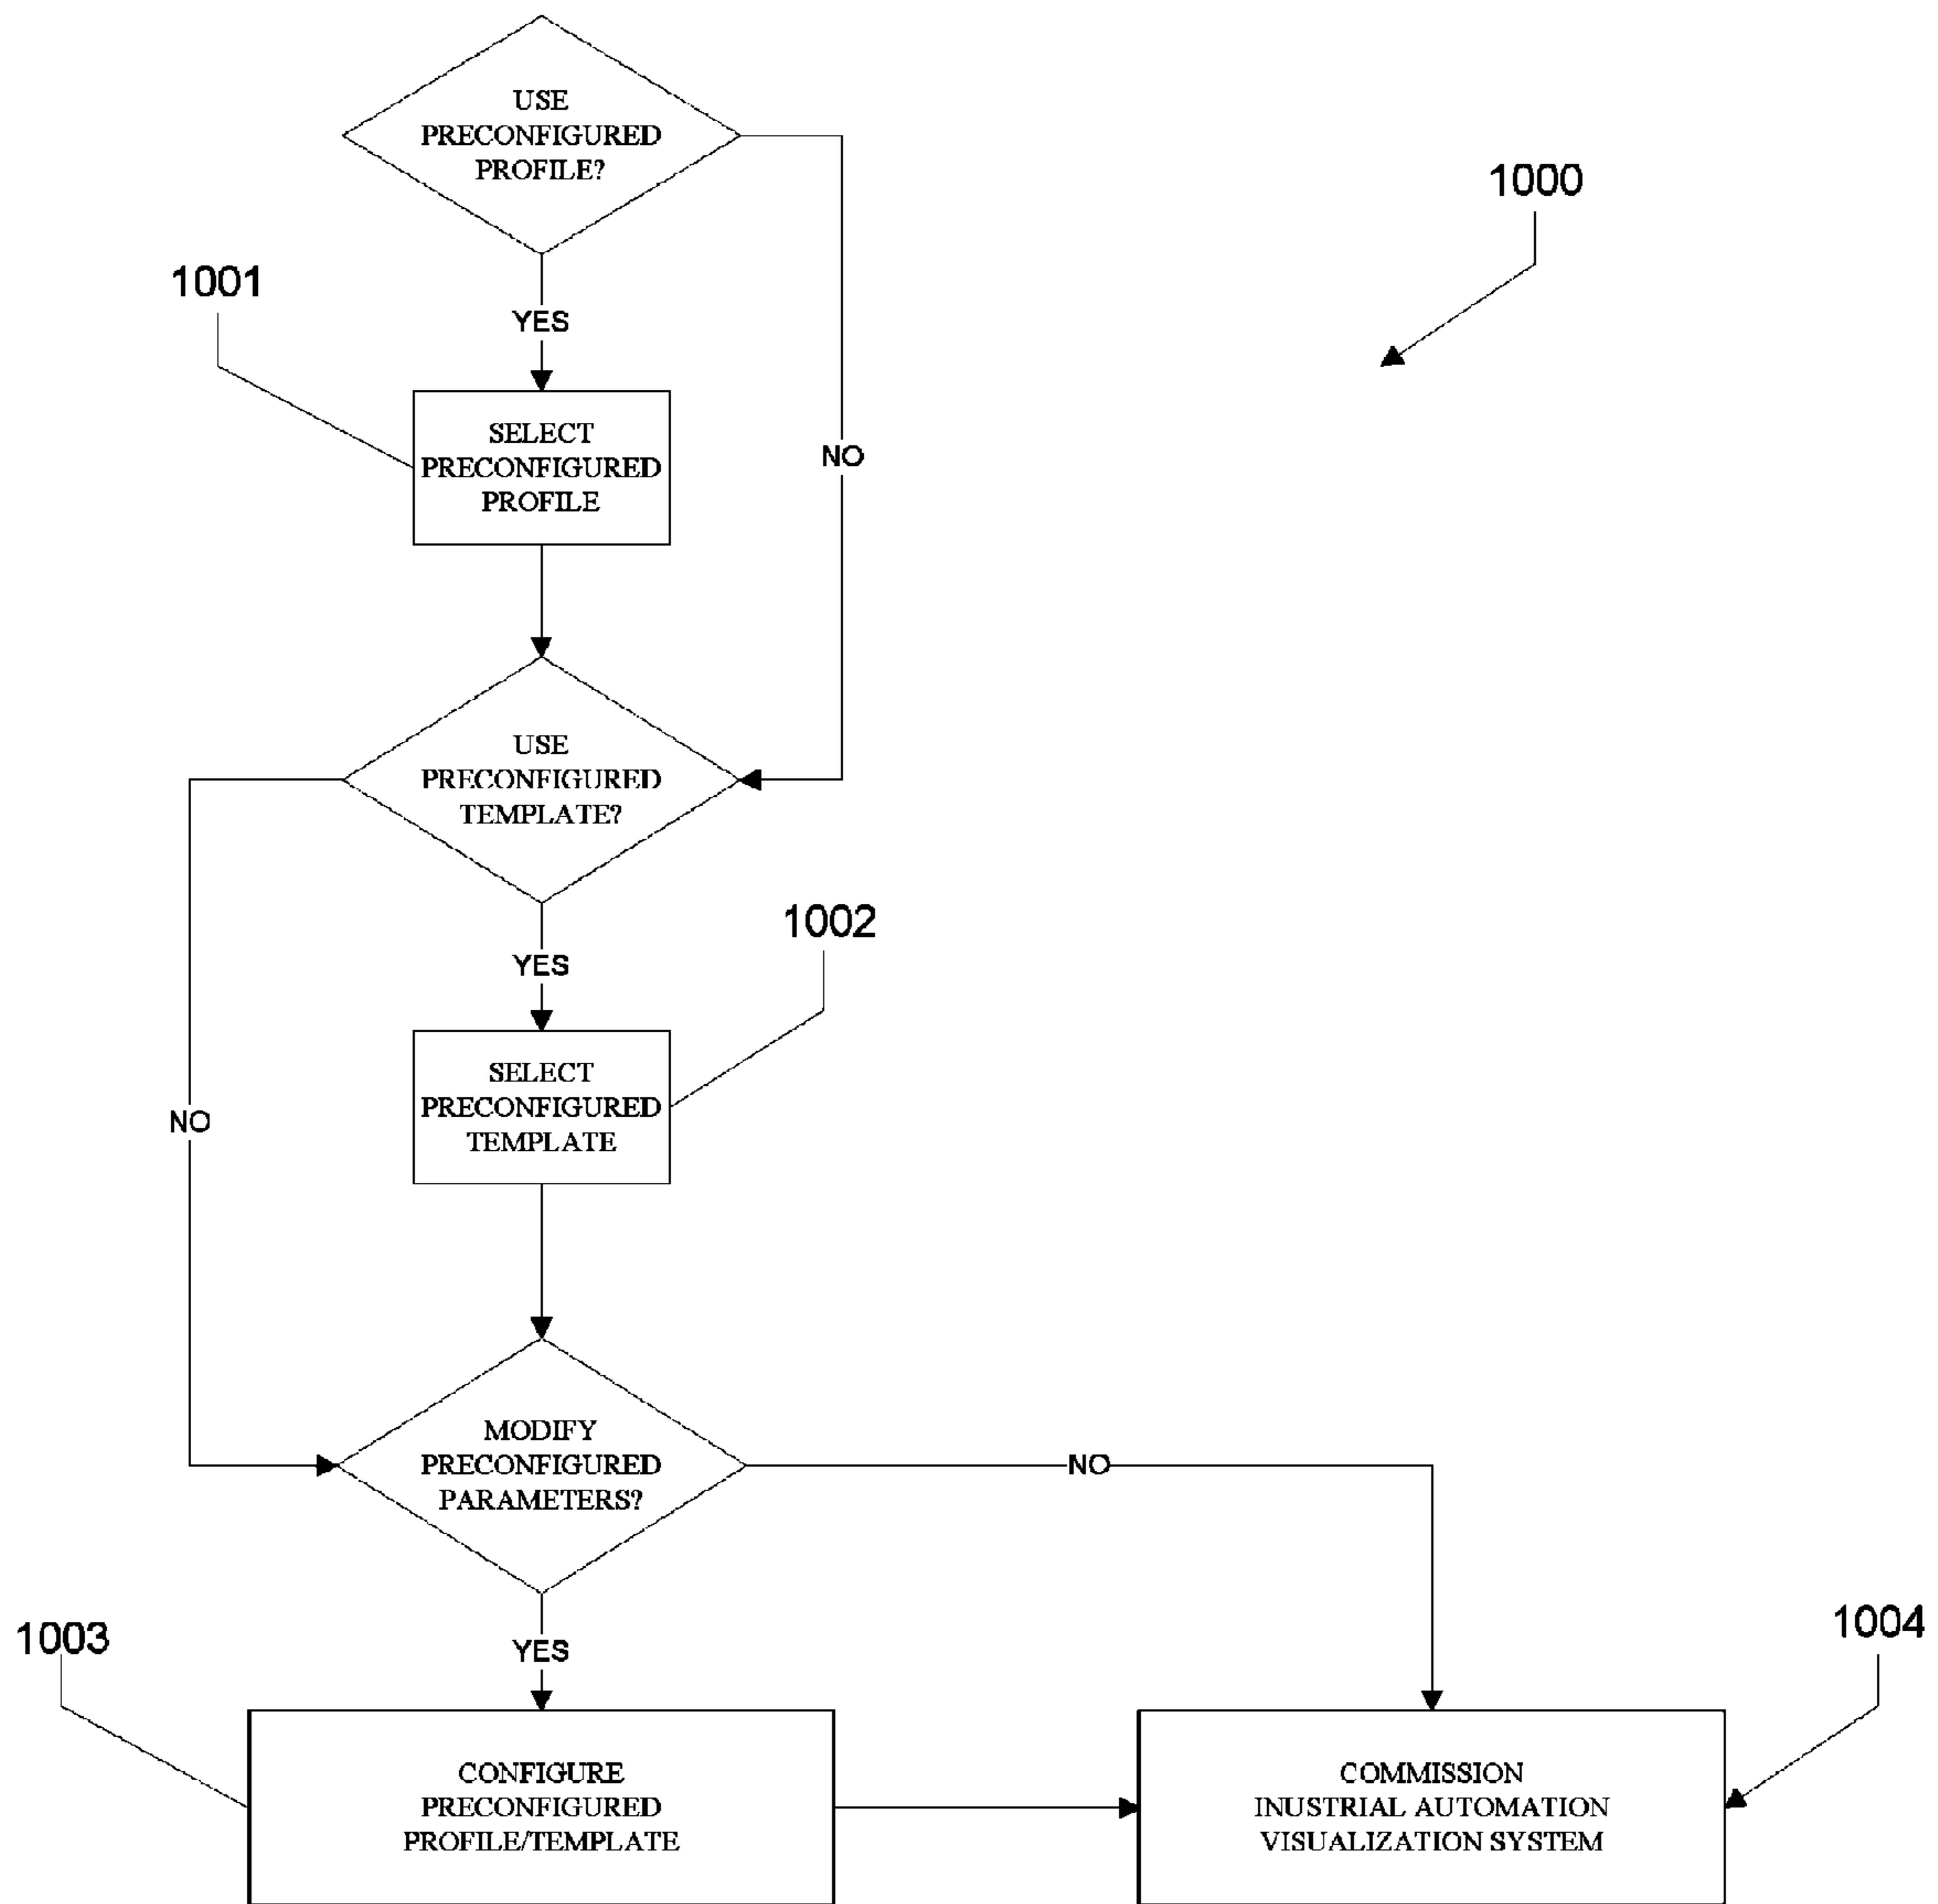 USE
PRECONFIGURED
PROFILE?
1000
1001
YES
SELECT
PRECONFIGURED
PROFILE
NO
USE
PRECONFIGURED
TEMPLATE?
1002
YES
SELECT
PRECONFIGURED
TEMPLATE
NO
MODIFY
PRECONFIGURED
PARAMETERS?
NO
1003
YES
1004
CONFIGURE
PRECONFIGURED
PROFILE/TEMPLATE
COMMISSION
INUSTRIAL AUTOMATION
VISUALIZATION SYSTEM